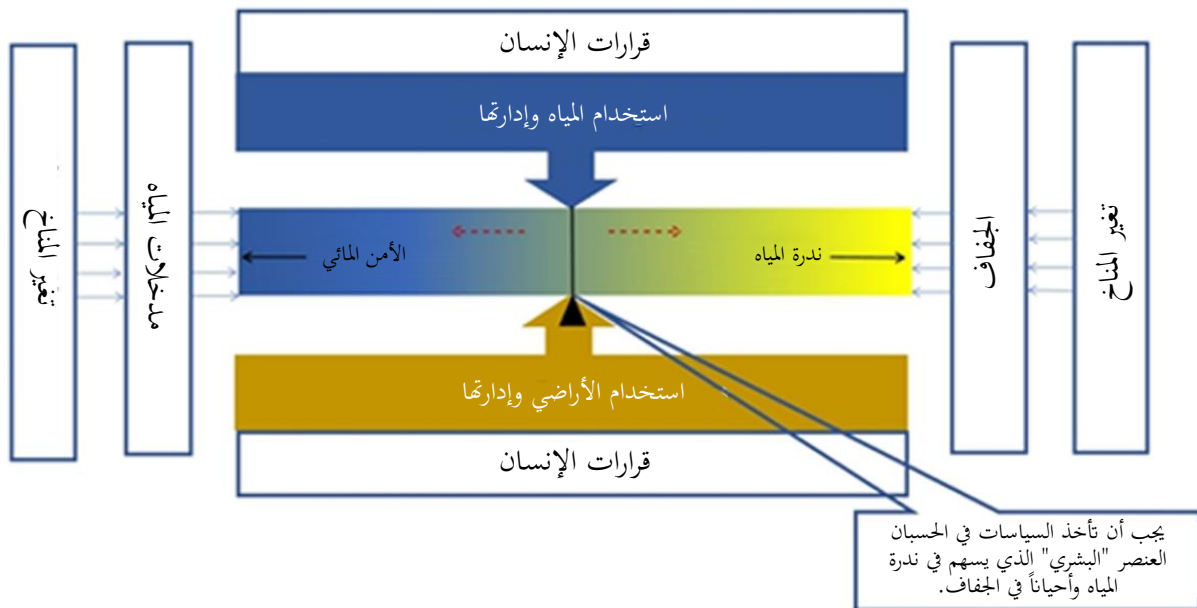 قرارات الإنسان
استخدام المياه وإدارتها
تغير المناخ
الجفاف
ندرة المياه
الأمن المائي
مدخلات المياه
تغير المناخ
استخدام الأراضي وإدارتها
قرارات الإنسان
يجب أن تأخذ السياسات في الحسبان
العنصر "البشري" الذي يسهم في ندرة
المياه وأحياناً في الجفاف.